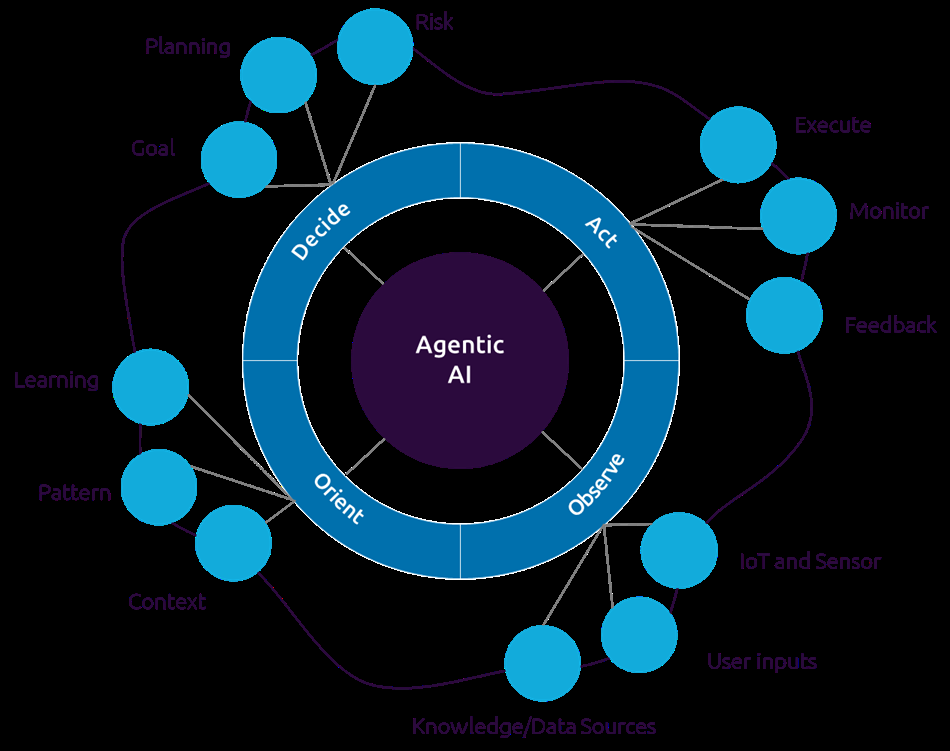 Risk
Planning
Goal
Execute
Monitor
Feedback
Decide
Act
Agentic
AI
Learning
Pattern
Context
Orient
Observe
IoT and Sensor
User inputs
Knowledge/Data Sources